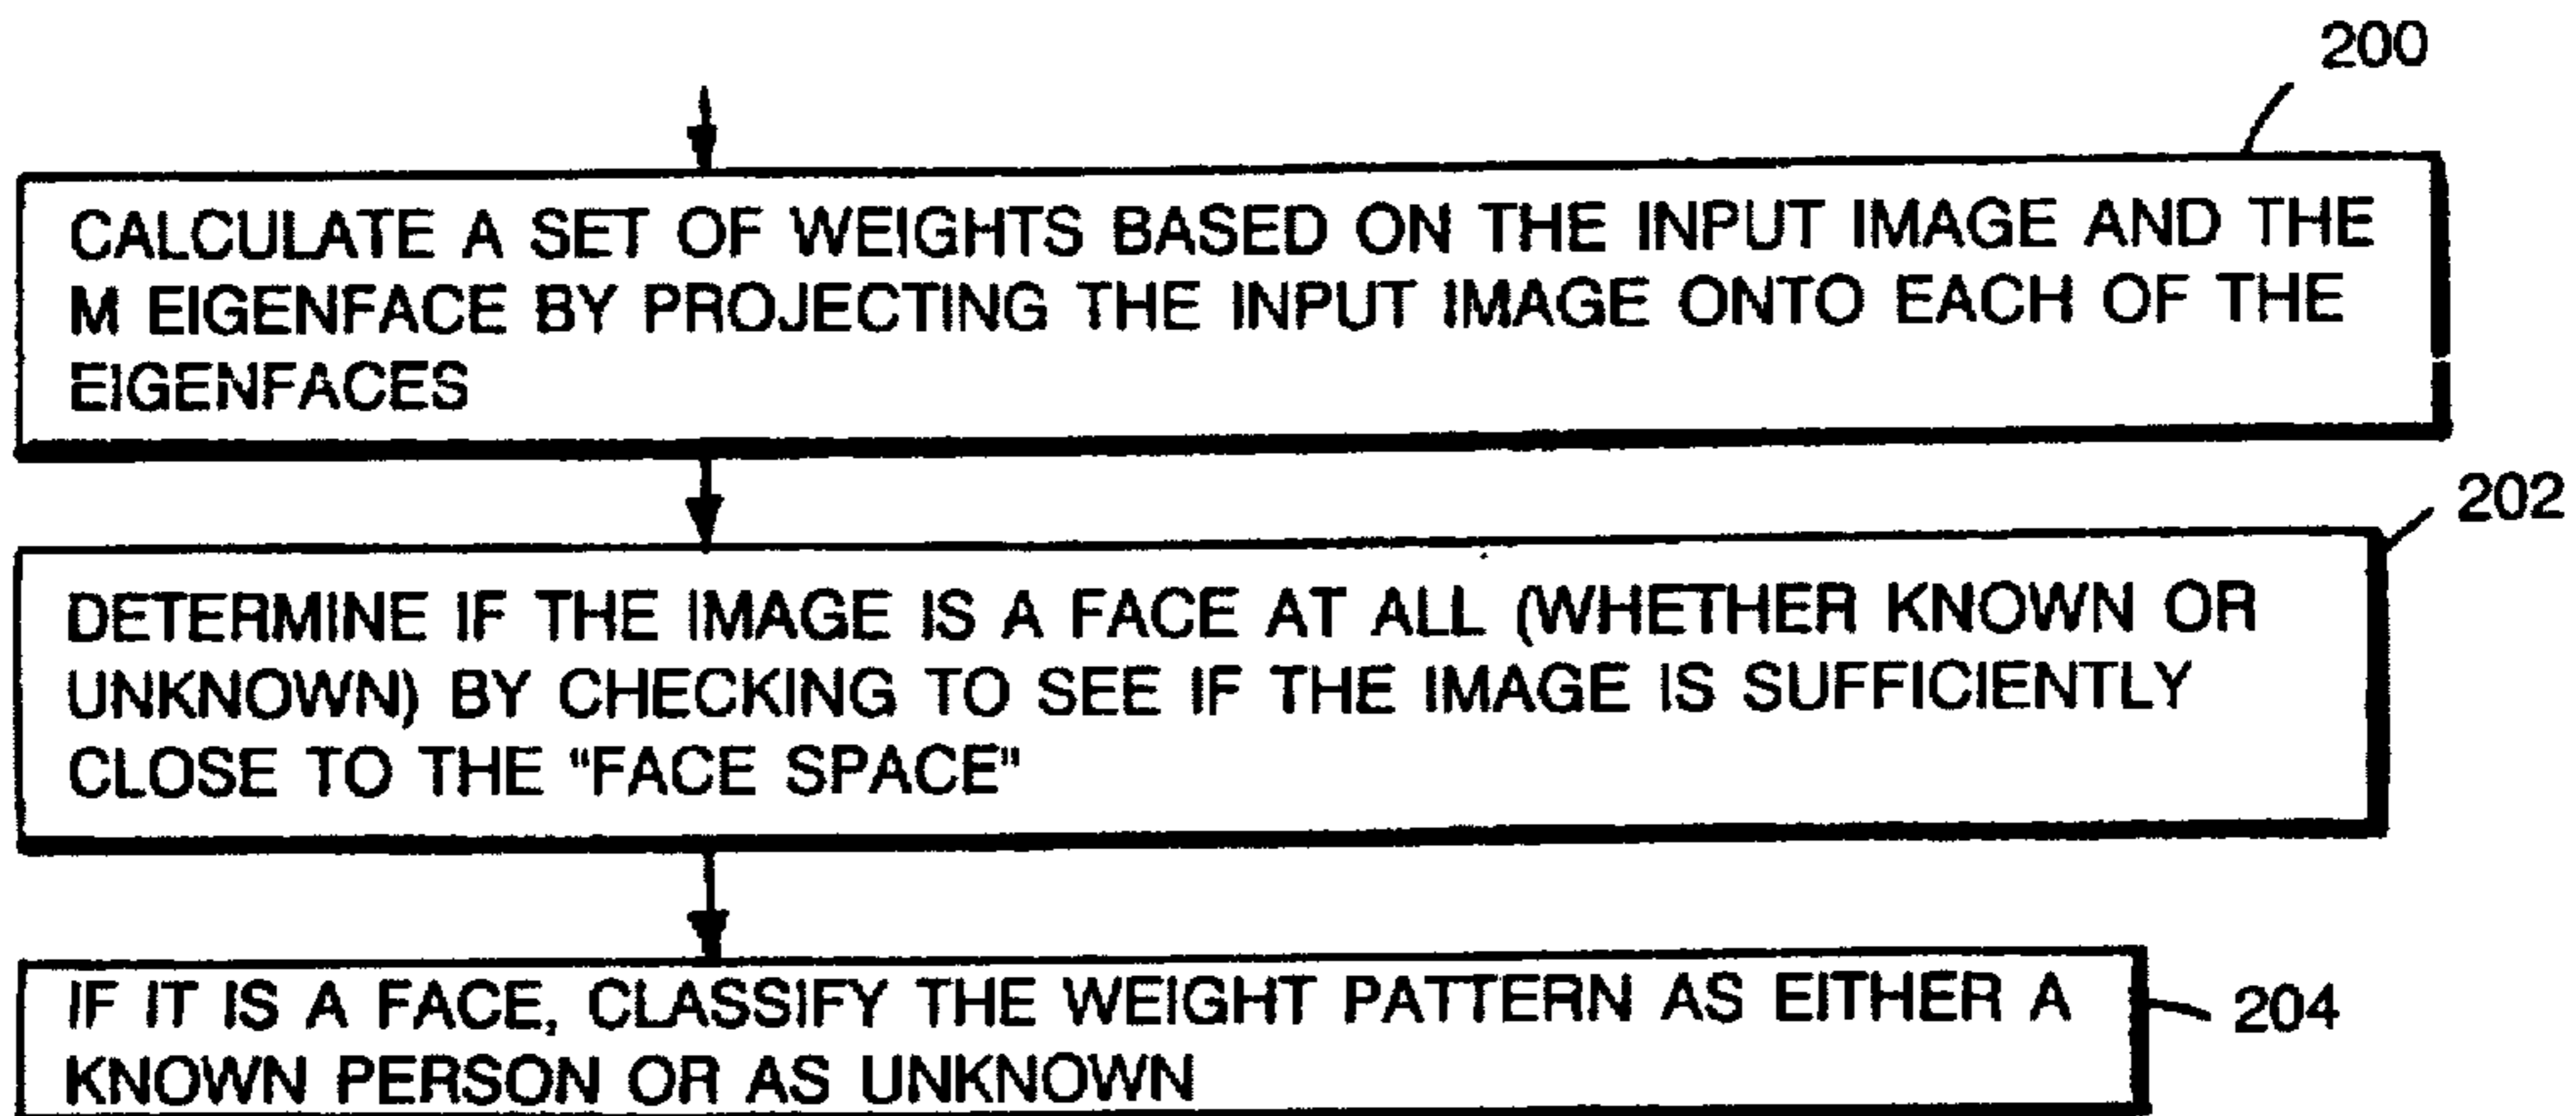 200
CALCULATE A SET OF WEIGHTS BASED ON THE INPUT IMAGE AND THE
M EIGENFACE BY PROJECTING THE INPUT IMAGE ONTO EACH OF THE
EIGENFACES
202
DETERMINE IF THE IMAGE IS A FACE AT ALL (WHETHER KNOWN OR
UNKNOWN) BY CHECKING TO SEE IF THE IMAGE IS SUFFICIENTLY
CLOSE TO THE “FACE SPACE”
IF IT IS A FACE, CLASSIFY THE WEIGHT PATTERN AS EITHER A
204
KNOWN PERSON OR AS UNKNOWN